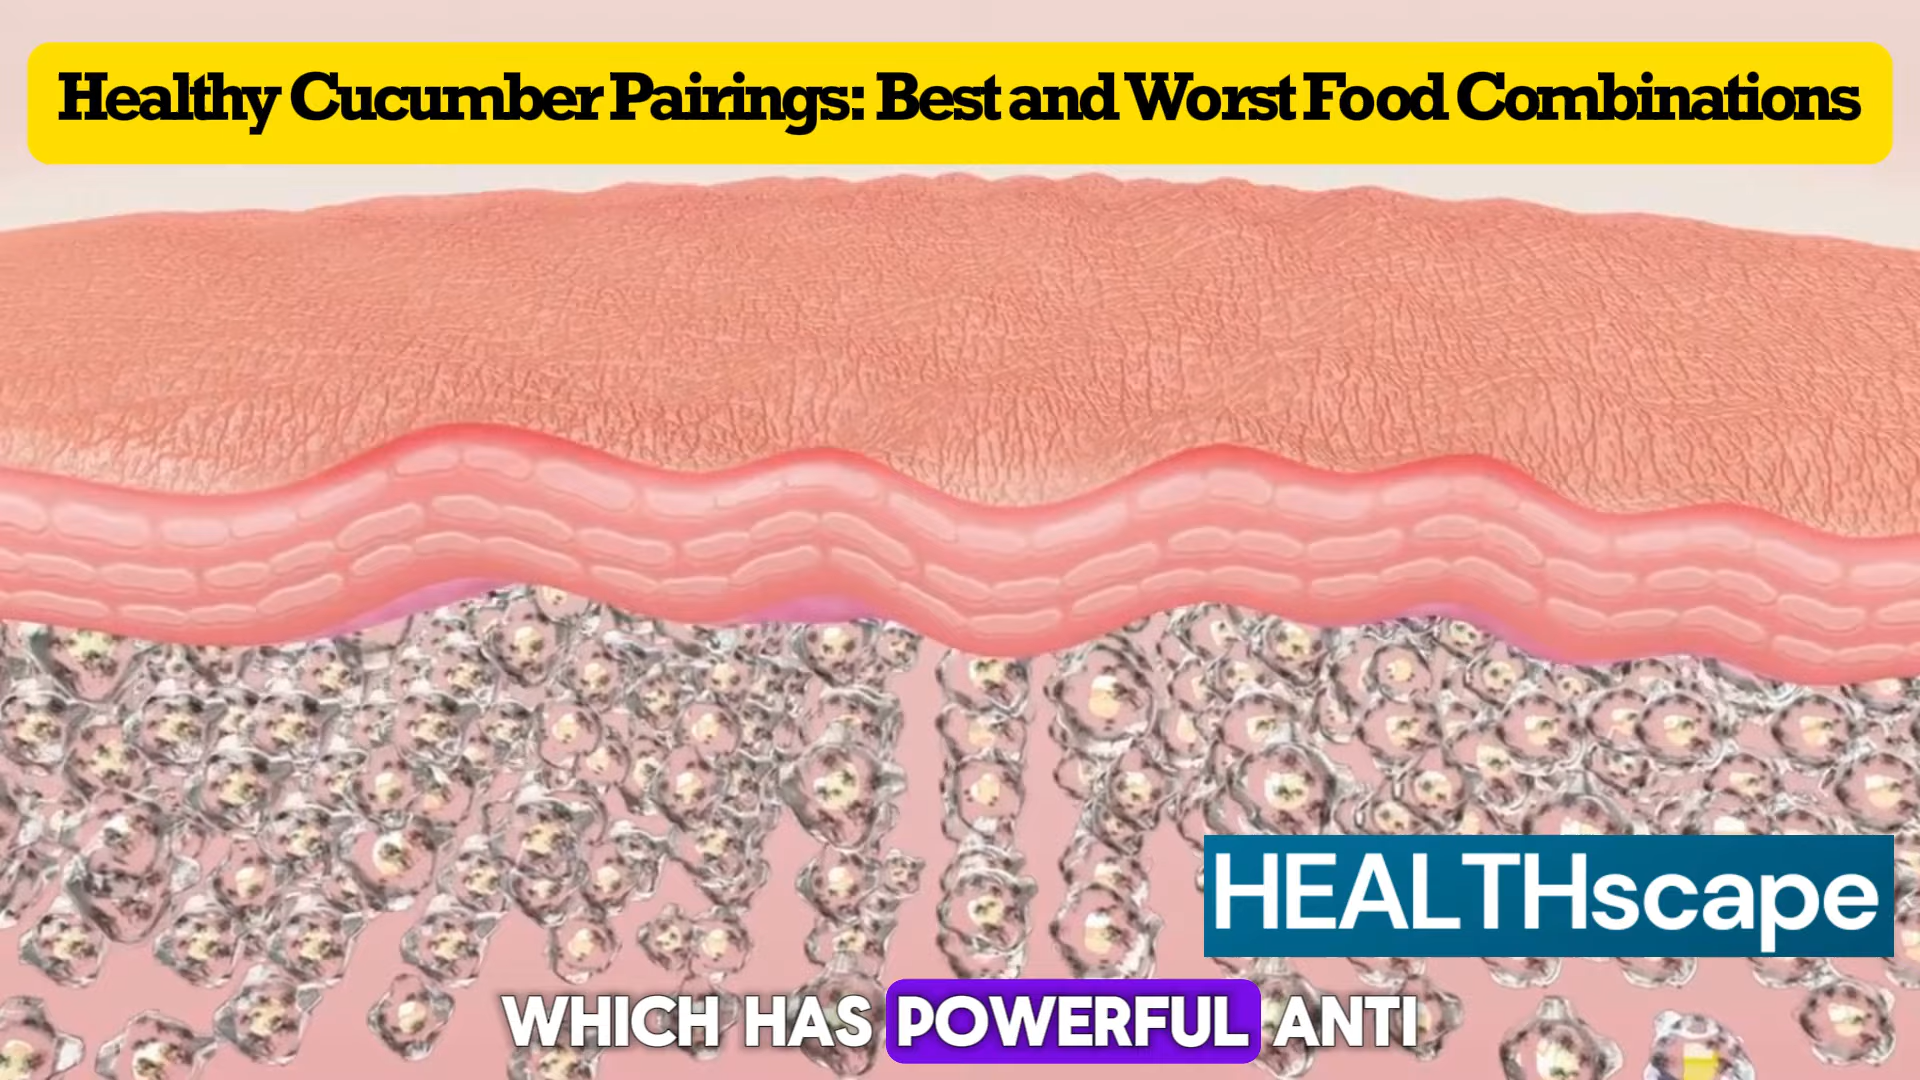 Healthy Cucumber Pairings: Best and Worst Food Combinations
HEALTHscape
WHICH HAS POWERFUL ANTI